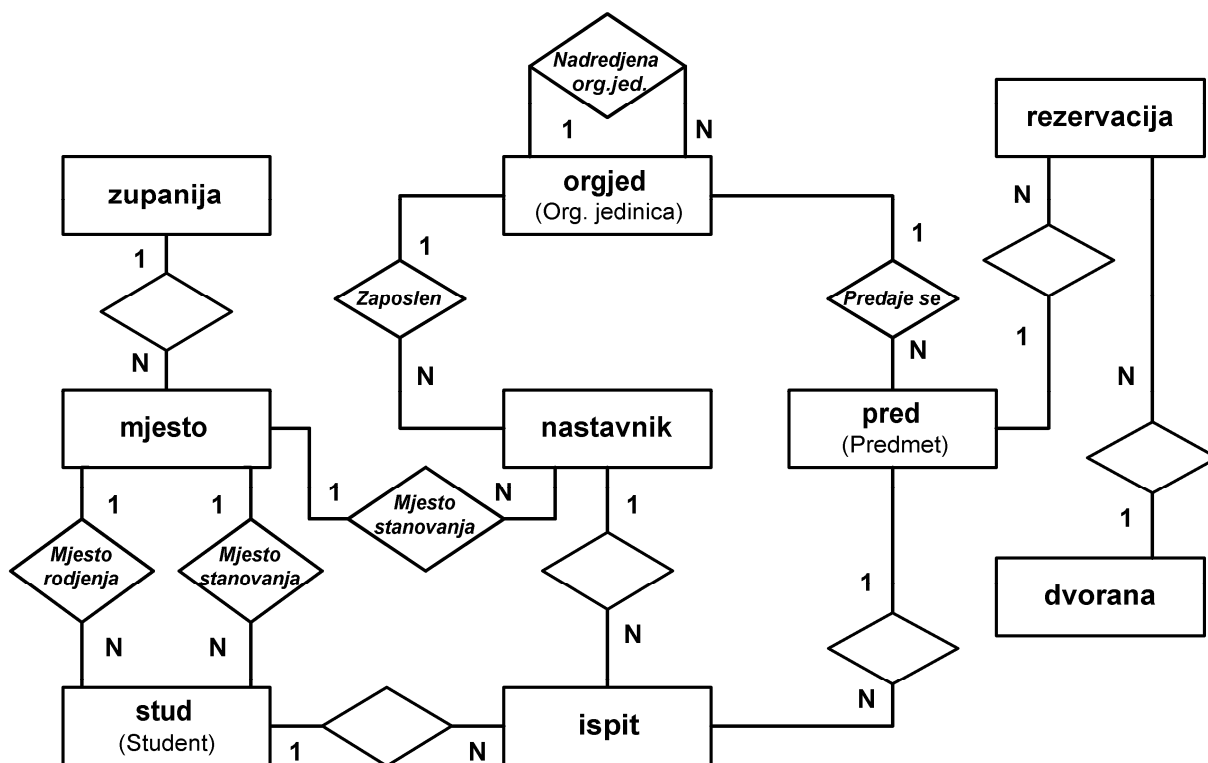 Nadredjena
org.jed.
1
N
rezervacija
zupanija
orgjed
(Org. jedinica)
N
1
1
1
Zaposlen
Predaje se
N
N
N
1
N
mjesto
nastavnik
pred
(Predmet)
1
1
1
Mjesto
stanovanja
N
1
1
Mjesto
rodjenja
Mjesto
stanovanja
1
dvorana
N
N
N
N
stud
(Student)
1
N
ispit